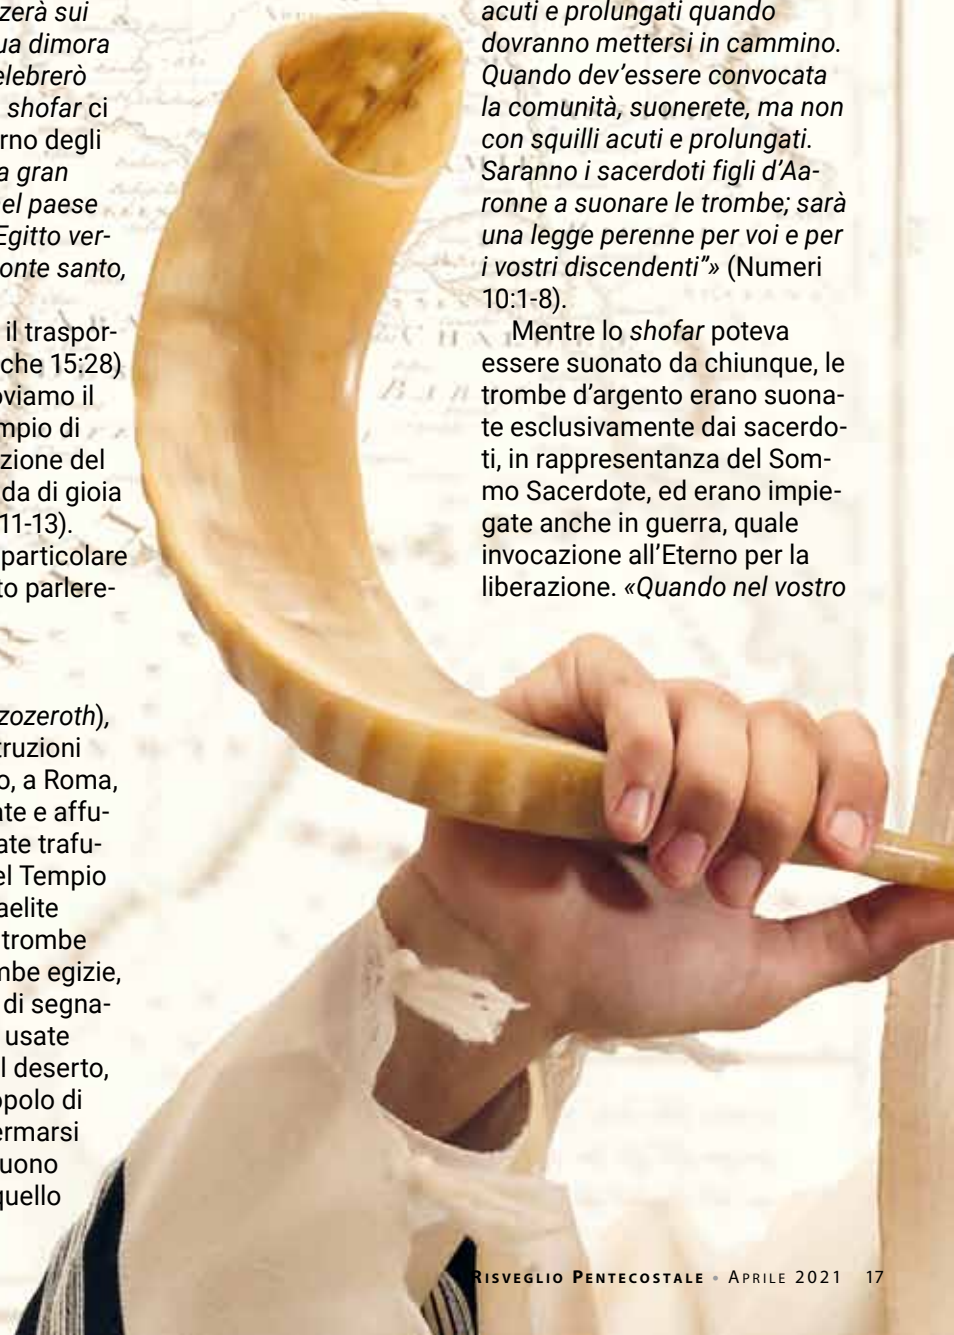 zerà sui
ua dimora
elebrerò
shofar ci
rno degli
a gran
el paese
Egitto ver-
onte santo,
il traspor-
che 15:28)
oviamo il
mpio di
zione del
da di gioia
11-13).
particolare
to parlere-
zozeroth),
truzioni
o, a Roma,
ate e affu-
ate trafu-
el Tempio
aelite
trombe
mbe egizie,
di segna-
usate
l deserto,
opolo di
ermarsi
uono
quello
acuti e prolungati quando
dovranno mettersi in cammino.
Quando dev’essere convocata
la comunità, suonerete, ma non
con squilli acuti e prolungati.
Saranno i sacerdoti figli d’Aa-
ronne a suonare le trombe; sarà
una legge perenne per voi e per
i vostri discendenti”» (Numeri
10:1-8).
Mentre lo shofar poteva
essere suonato da chiunque, le
trombe d’argento erano suona-
te esclusivamente dai sacerdo-
ti, in rappresentanza del Som-
mo Sacerdote, ed erano impie-
gate anche in guerra, quale
invocazione all’Eterno per la
liberazione. «Quando nel vostro
RISVEGLIO PENTECOSTALE • APRILE 2021 17